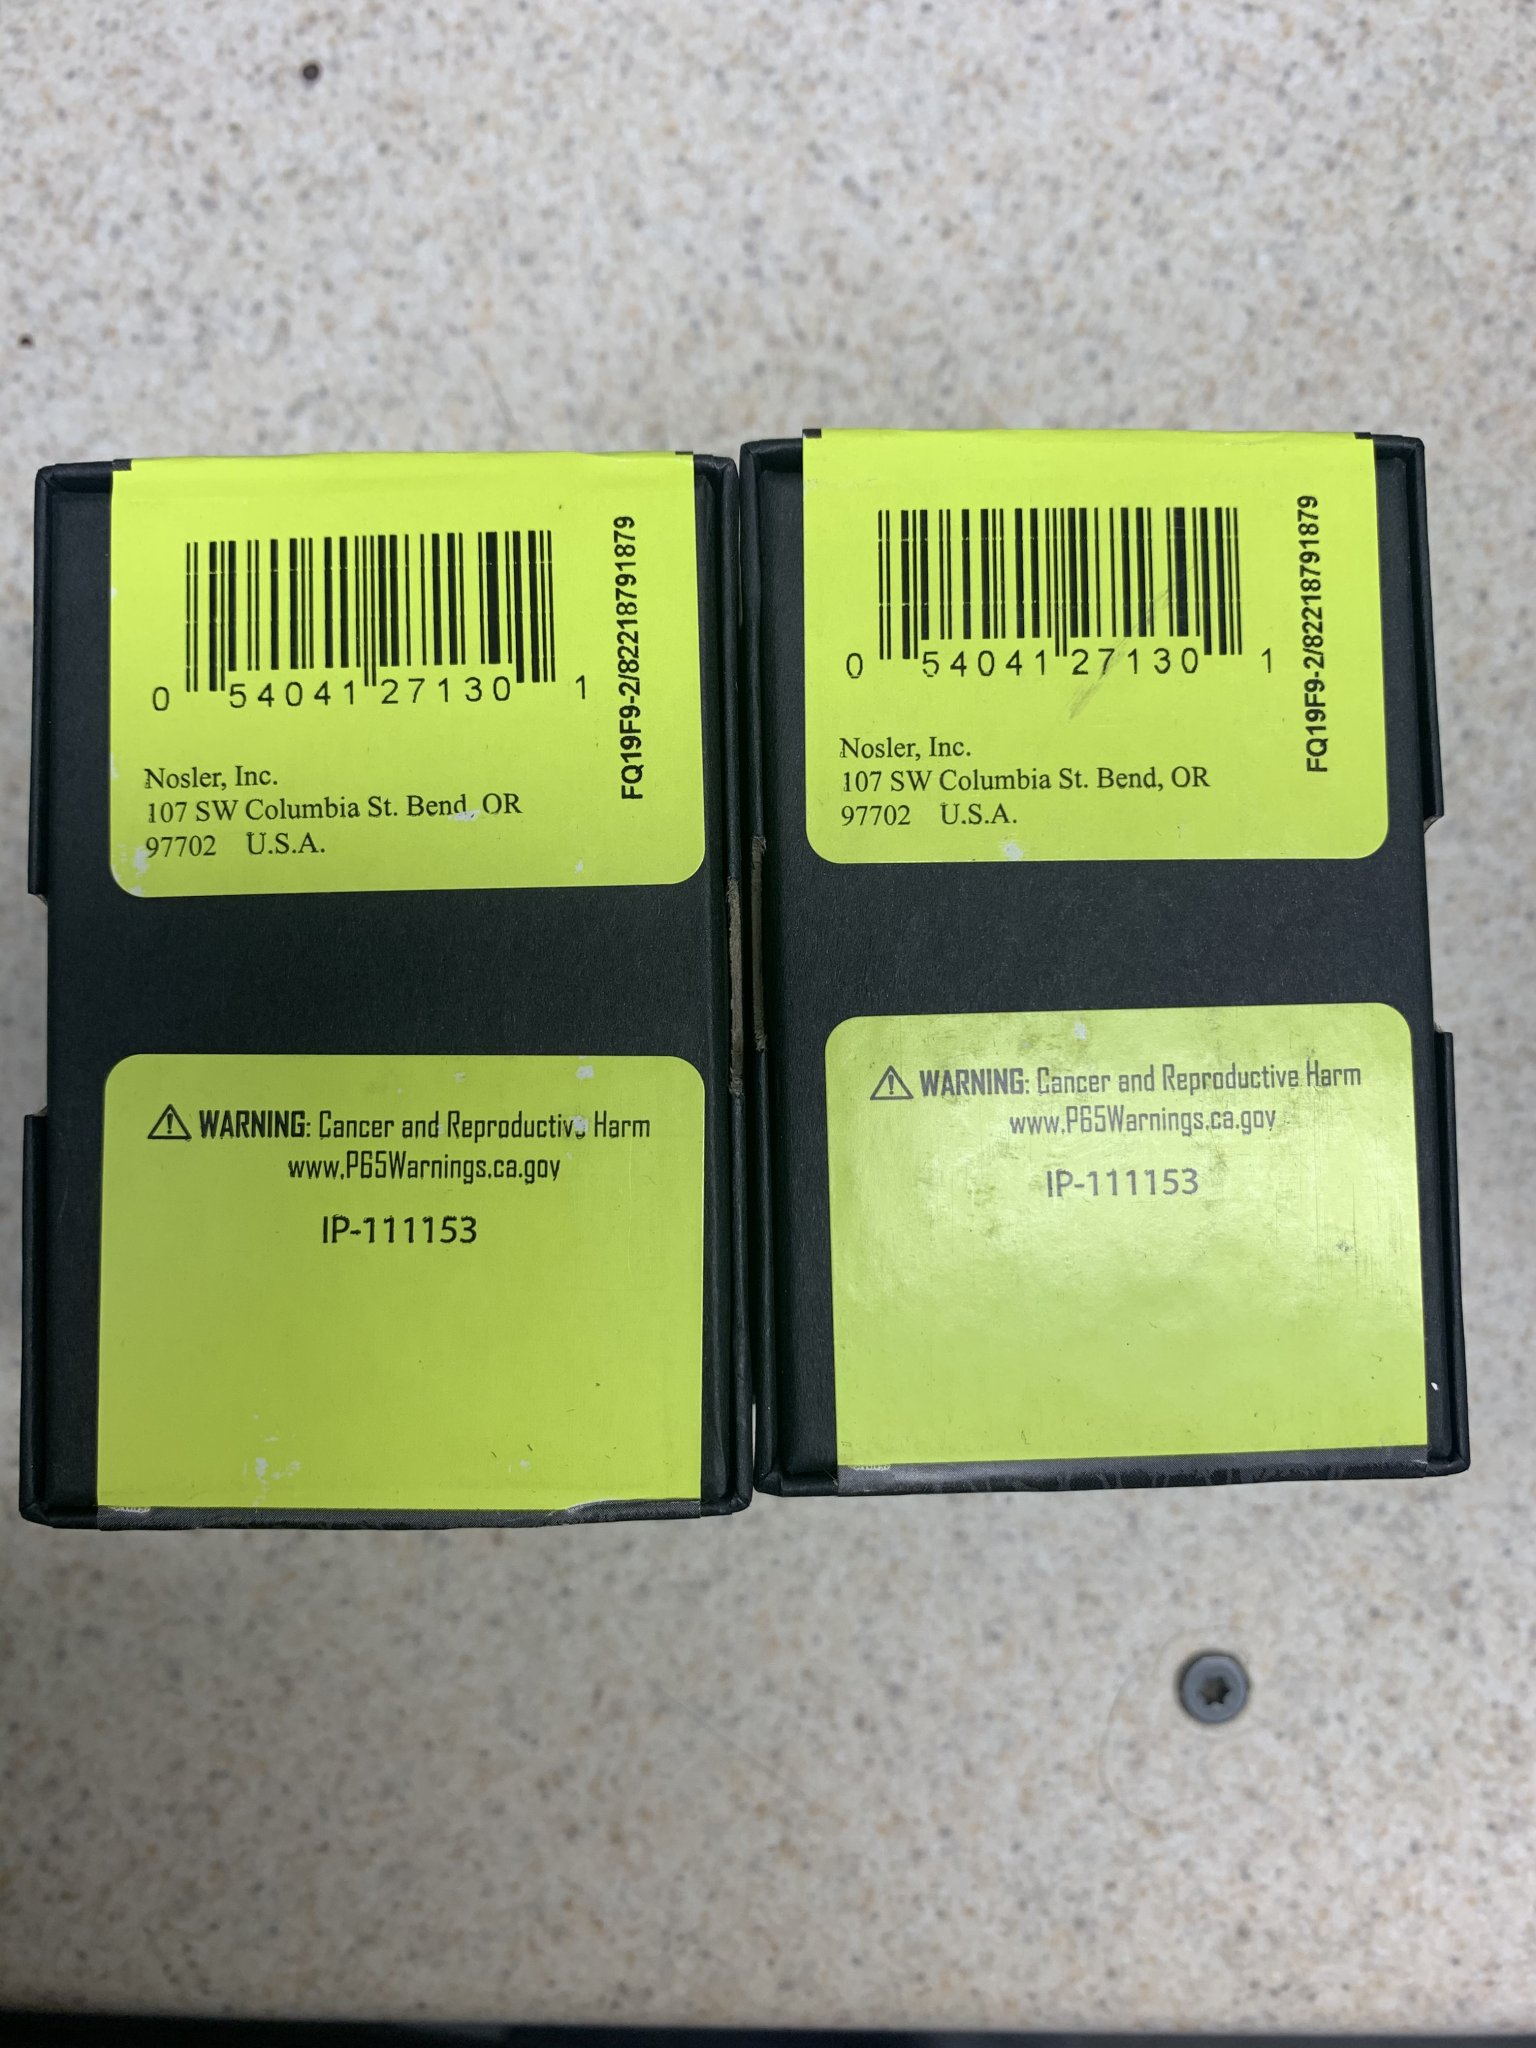 0 54041 27130 1
FQ19F9-2/82218791879
Nosler, Inc.
107 SW Columbia St. Bend, OR
97702 U.S.A.
WARNING: Cancer and Reproductive Harm
www.P65Warnings.ca.gov
IP-111153
0 54041 27130 1
FQ19F9-2/82218791879
Nosler, Inc.
107 SW Columbia St. Bend, OR
97702 U.S.A.
WARNING: Cancer and Reproductive Harm
www.P65Warnings.ca.gov
IP-111153